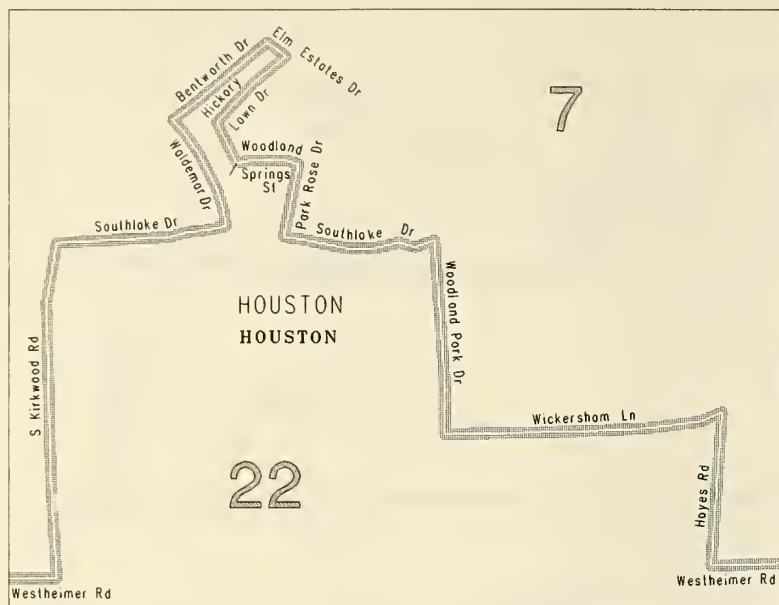 Elm Estates Dr
Bentworth Dr
Hickory
Lawn Dr
7
Woodland
Springs
St
Park Rose Dr
Waldemar Dr
Southlake Dr
Southlake Dr
HOUSTON
HOUSTON
Woodland Park Dr
S Kirkwood Rd
Wickersham Ln
22
Hayes Rd
Westheimer Rd
Westheimer Rd